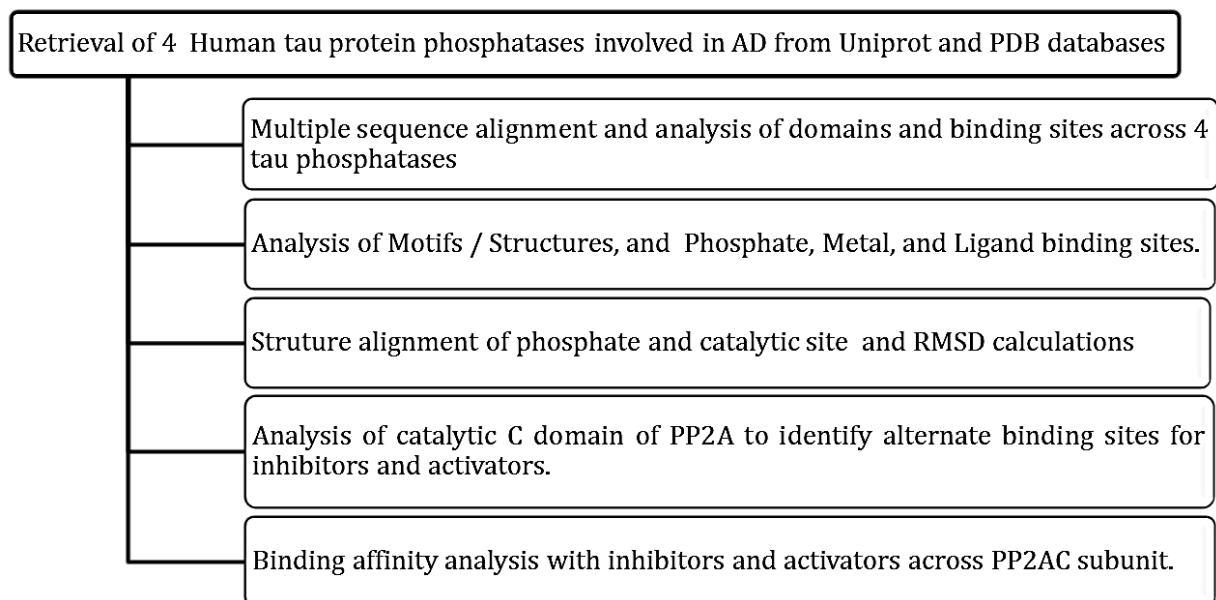 Retrieval of 4 Human tau protein phosphatases involved in AD from Uniprot and PDB databases
Multiple sequence alignment and analysis of domains and binding sites across 4
tau phosphatases
Analysis of Motifs / Structures, and Phosphate, Metal, and Ligand binding sites.
Struture alignment of phosphate and catalytic site and RMSD calculations
Analysis of catalytic C domain of PP2A to identify alternate binding sites for
inhibitors and activators.
Binding affinity analysis with inhibitors and activators across PP2AC subunit.